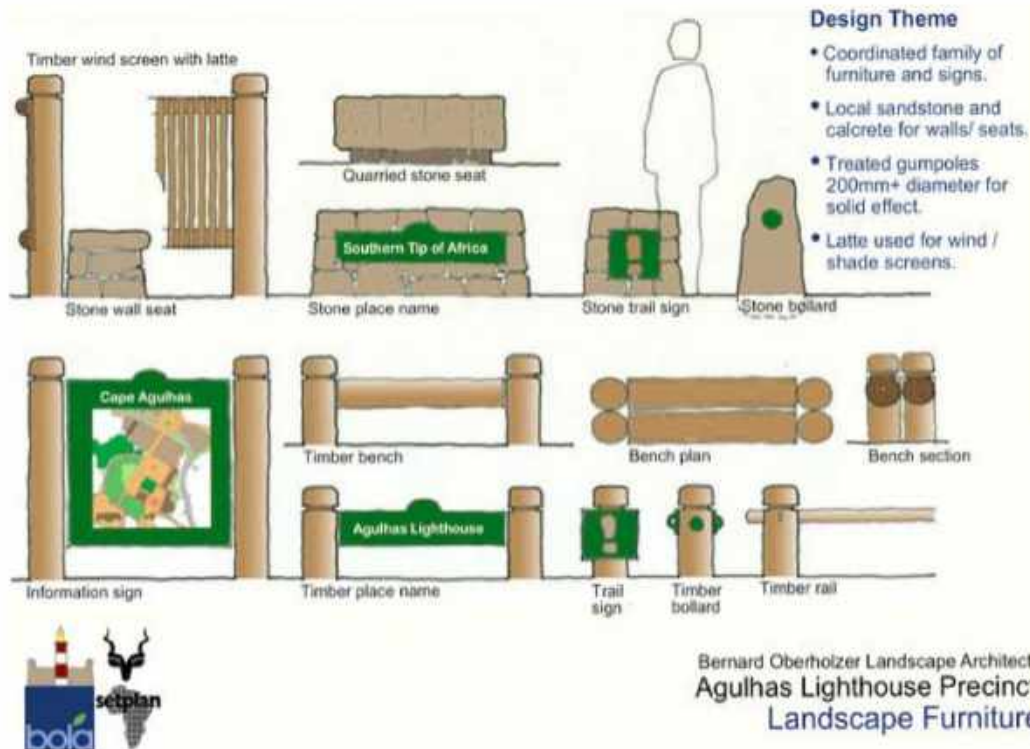 Design Theme
• Coordinated family of
furniture and signs.
• Local sandstone and
calcrete for walls/ seats.
• Treated gumpoles
200mm+ diameter for
solid effect.
• Latte used for wind /
shade screens.
Timber wind screen with latte
Quarried stone seat
Southern Tip of Africa
Stone wall seat
Stone place name
Stone trail sign
Stone bollard
Cape Agulhas
Timber bench
Bench plan
Bench section
Agulhas Lighthouse
Information sign
Timber place name
Trail
sign
Timber
bollard
Timber rail
bola
setplan
Bernard Oberholzer Landscape Architect
Agulhas Lighthouse Precinct
Landscape Furniture